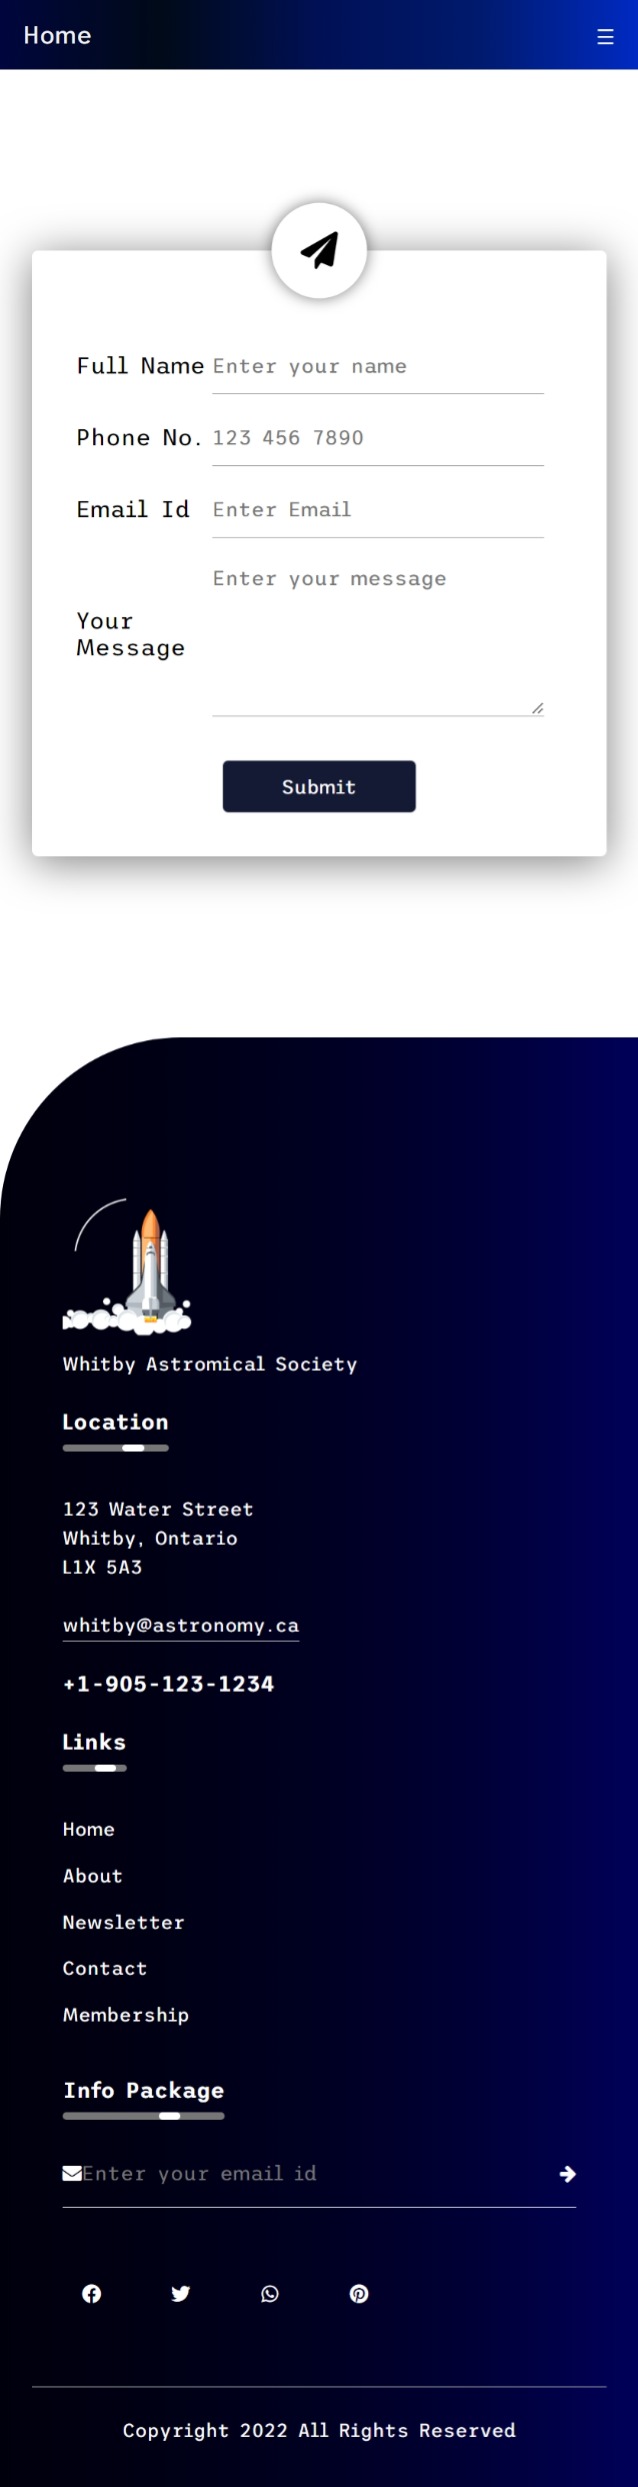 Home
Full Name Enter your name
Phone No. 123 456 7890
Email Id Enter Email
Enter your message
Your
Message
Submit
Whitby Astromical Society
Location
123 Water Street
Whitby, Ontario
L1X 5A3
whitby@astronomy.ca
+1-905-123-1234
Links
Home
About
Newsletter
Contact
Membership
Info Package
Enter your email id
Copyright 2022 All Rights Reserved